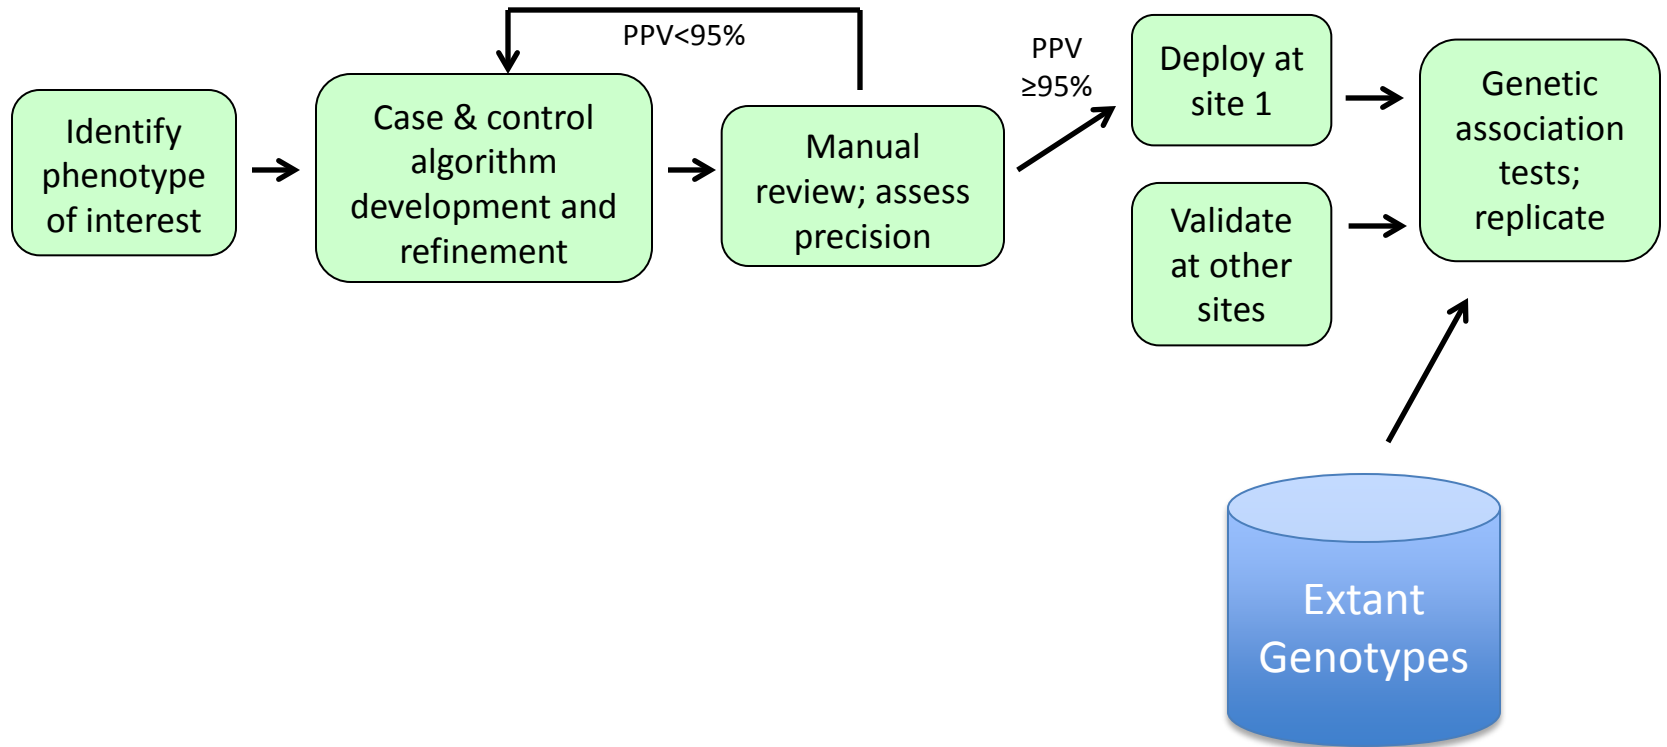 PPV<95%
Identify
phenotype
of interest
Case & control
algorithm
development and
refinement
Manual
review; assess
precision
PPV
≥95%
Deploy at
site 1
Validate
at other
sites
Genetic
association
tests;
replicate
Extant
Genotypes